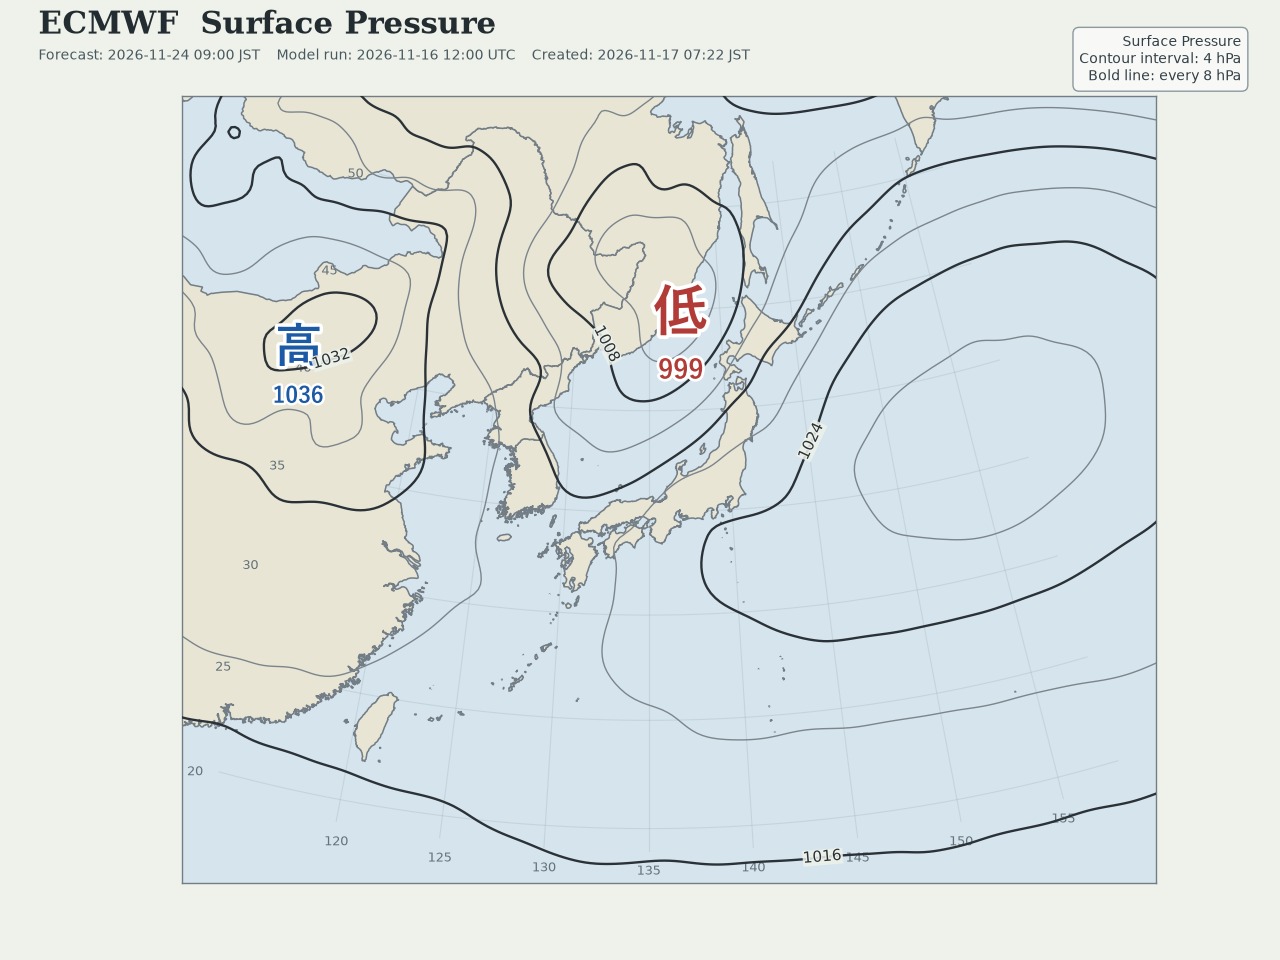 ECMWF Surface Pressure
Forecast: 2026-11-24 09:00 JST Model run: 2026-11-16 12:00 UTC Created: 2026-11-17 07:22 JST
Surface Pressure
Contour interval: 4 hPa
Bold line: every 8 hPa
50
45
低
999
1008
高
1032
1036
1024
35
30
25
20
1016
120
125
130
135
140
145
150
155